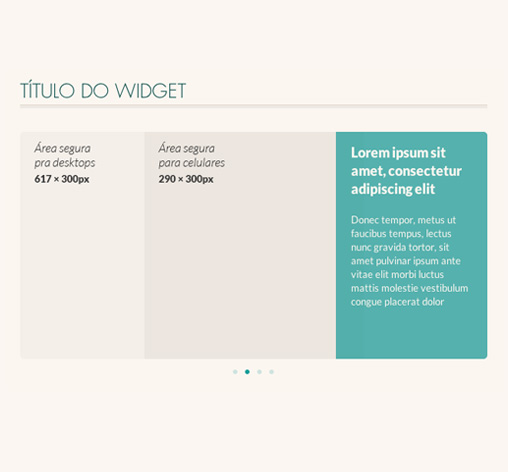 TÍTULO DO WIDGET
Área segura
pra desktops
617 × 300px
Área segura
para celulares
290 × 300px
Lorem ipsum sit
amet, consectetur
adipiscing elit
Donec tempor, metus ut
faucibus tempus, lectus
nunc gravida tortor, sit
amet pulvinar ipsum ante
vitae elit morbi luctus
mattis molestie vestibulum
congue placerat dolor